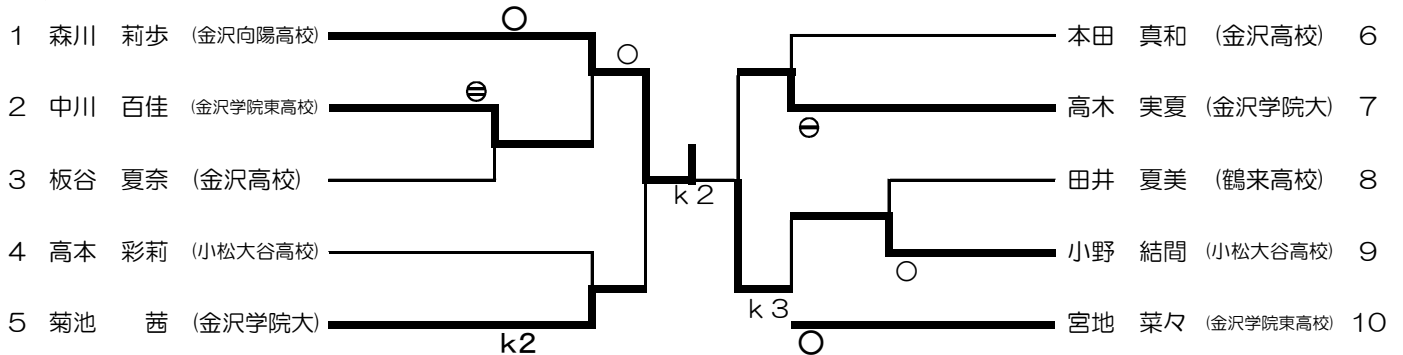 1 森川 莉歩 (金沢向陽高校)
2 中川 百佳 (金沢学院東高校)
3 板谷 夏奈 (金沢高校)
4 高本 彩莉 (小松大谷高校)
5 菊池 茜 (金沢学院大)
k2
k2
k3
本田 真和 (金沢高校) 6
高木 実夏 (金沢学院大) 7
田井 夏美 (鶴来高校) 8
小野 結間 (小松大谷高校) 9
宮地 菜々 (金沢学院東高校) 10